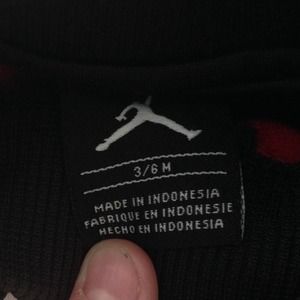 3/6 M
MADE IN INDONESIA
FABRIQUE EN INDONESIE
HECHO EN INDONESIA